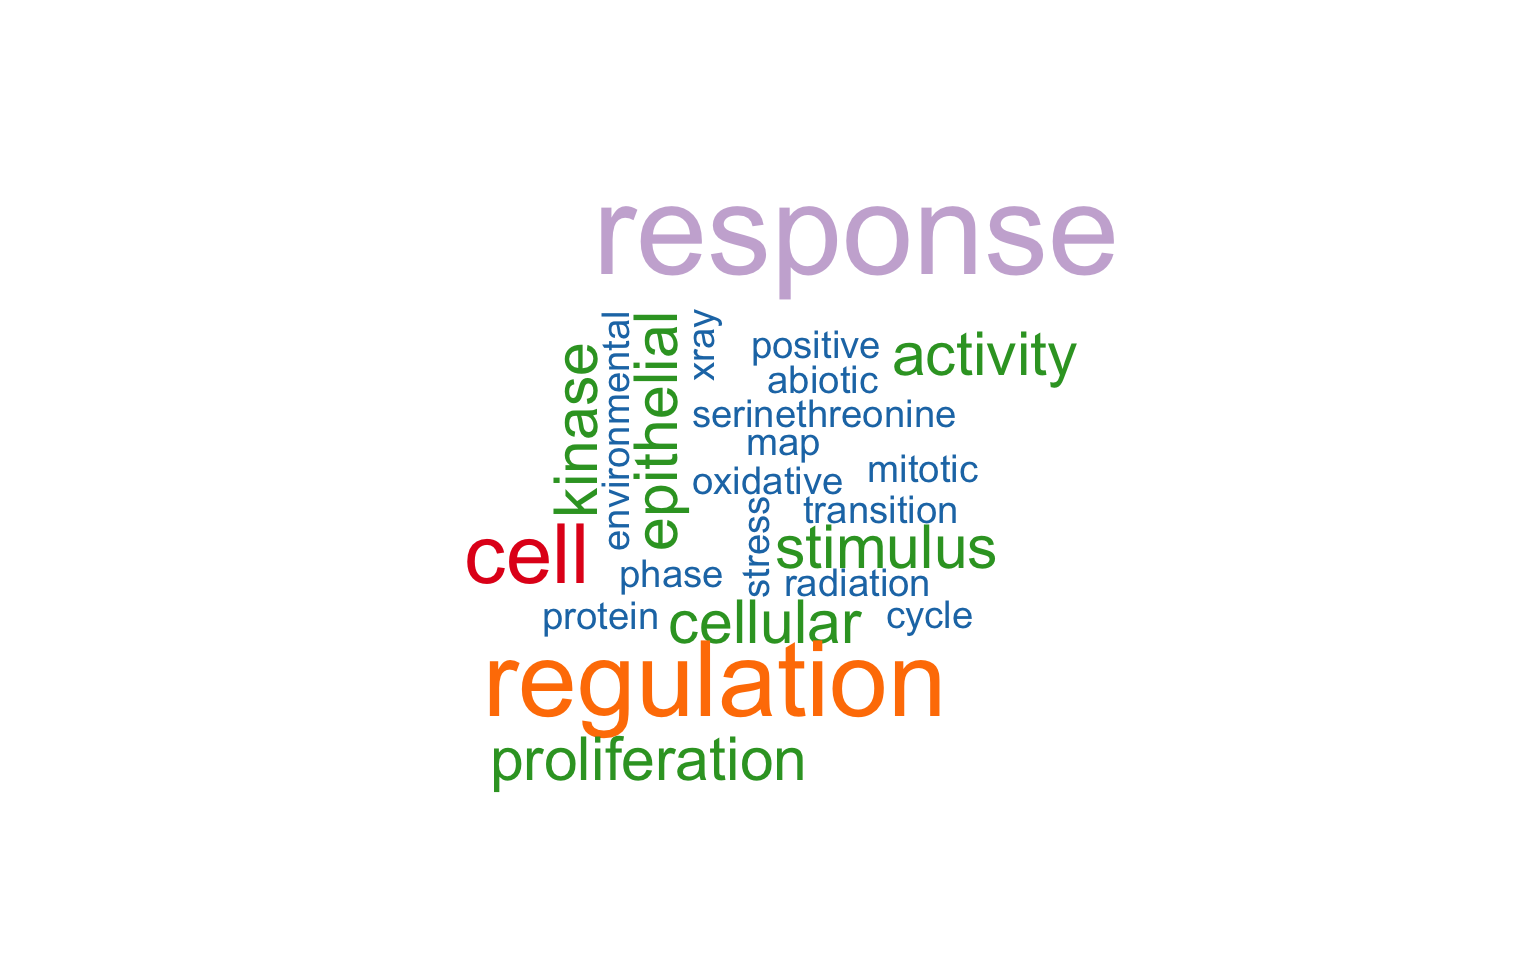 response
kinase
environmental
epithelial
xray
positive
activity
abiotic
serinethreonine
map
oxidative
mitotic
transition
stress
cell
stimulus
phase
radiation
protein
cellular
cycle
regulation
proliferation